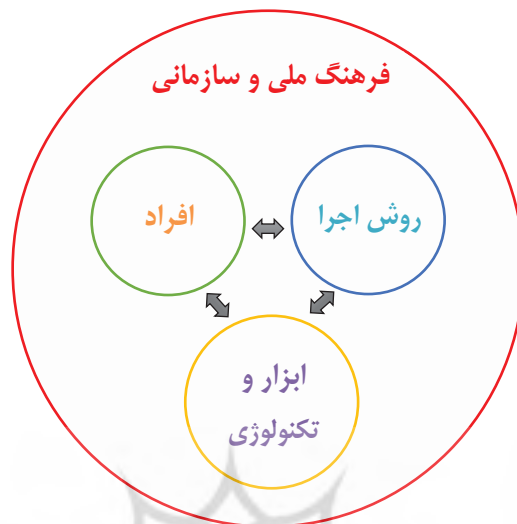 فرهنگ ملی و سازمانی
روش اجرا
افراد
ابزار و
تکنولوژی